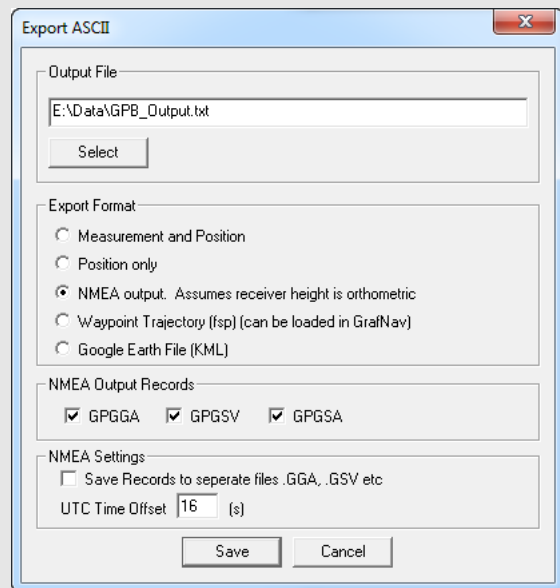 Export ASCII
Output File
E:\Data\GPB_Output.txt
Select
Export Format
Measurement and Position
Position only
NMEA output.  Assumes receiver height is orthometric
Waypoint Trajectory (fsp) (can be loaded in GrafNav)
Google Earth File (KML)
NMEA Output Records
GPGGA GPGSV GPGSA
NMEA Settings
Save Records to seperate files .GGA, .GSV etc
UTC Time Offset 16 (s)
Save Cancel